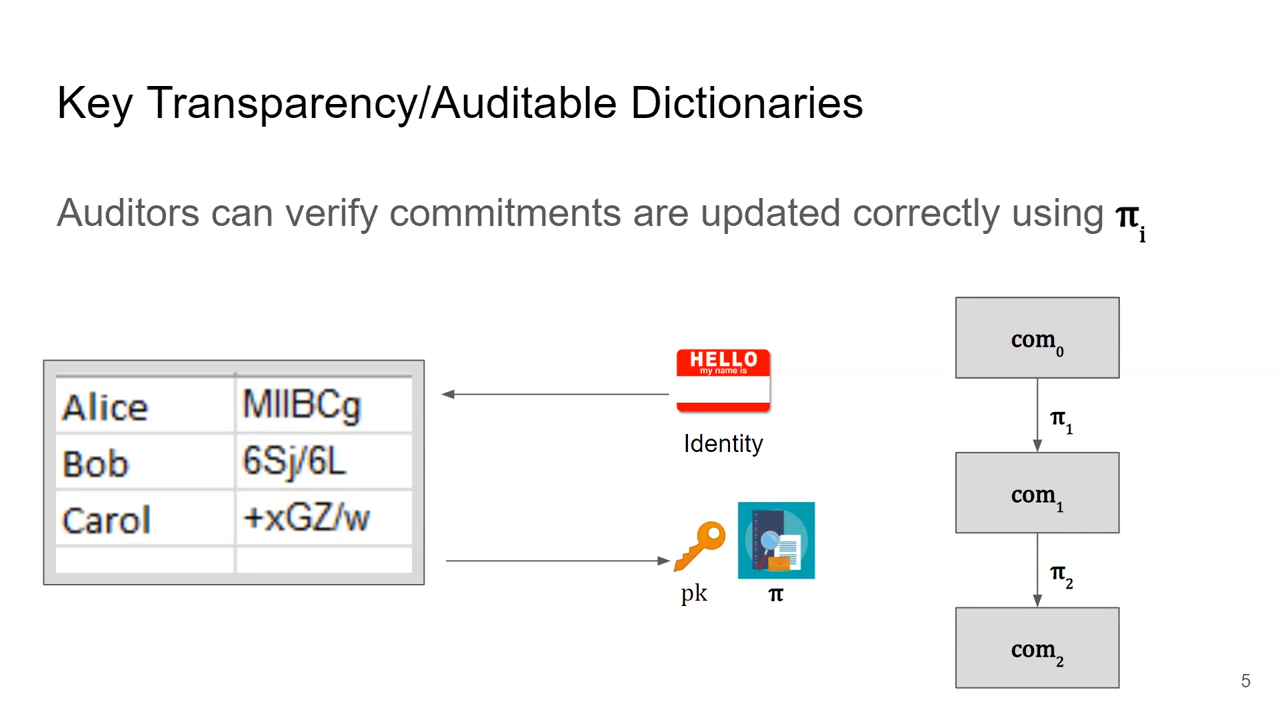 Key Transparency/Auditable Dictionaries
Auditors can verify commitments are updated correctly using πᵢ
Alice MIIBCg
Bob 6Sj/6L
Carol +xGZ/w
HELLO
my name is
Identity
pk π
com₀
π₁
com₁
π₂
com₂
5